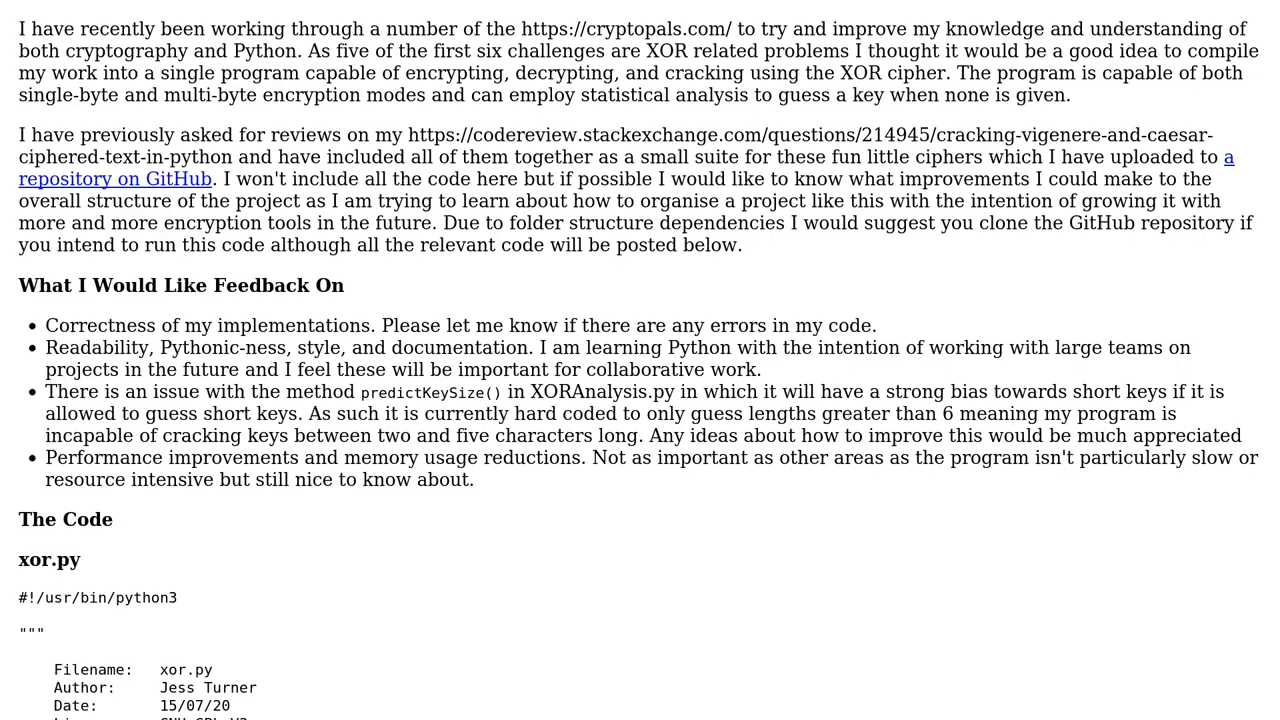 I have recently been working through a number of the https://cryptopals.com/ to try and improve my knowledge and understanding of
both cryptography and Python. As five of the first six challenges are XOR related problems I thought it would be a good idea to compile
my work into a single program capable of encrypting, decrypting, and cracking using the XOR cipher. The program is capable of both
single-byte and multi-byte encryption modes and can employ statistical analysis to guess a key when none is given.
I have previously asked for reviews on my https://codereview.stackexchange.com/questions/214945/cracking-vigenere-and-caesar-
ciphered-text-in-python and have included all of them together as a small suite for these fun little ciphers which I have uploaded to a
repository on GitHub. I won't include all the code here but if possible I would like to know what improvements I could make to the
overall structure of the project as I am trying to learn about how to organise a project like this with the intention of growing it with
more and more encryption tools in the future. Due to folder structure dependencies I would suggest you clone the GitHub repository if
you intend to run this code although all the relevant code will be posted below.
What I Would Like Feedback On
• Correctness of my implementations. Please let me know if there are any errors in my code.
• Readability, Pythonic-ness, style, and documentation. I am learning Python with the intention of working with large teams on
projects in the future and I feel these will be important for collaborative work.
• There is an issue with the method predictKeySize() in XORAnalysis.py in which it will have a strong bias towards short keys if it is
allowed to guess short keys. As such it is currently hard coded to only guess lengths greater than 6 meaning my program is
incapable of cracking keys between two and five characters long. Any ideas about how to improve this would be much appreciated
• Performance improvements and memory usage reductions. Not as important as other areas as the program isn't particularly slow or
resource intensive but still nice to know about.
The Code
xor.py
#!/usr/bin/python3
"""
Filename: xor.py
Author: Jess Turner
Date: 15/07/20